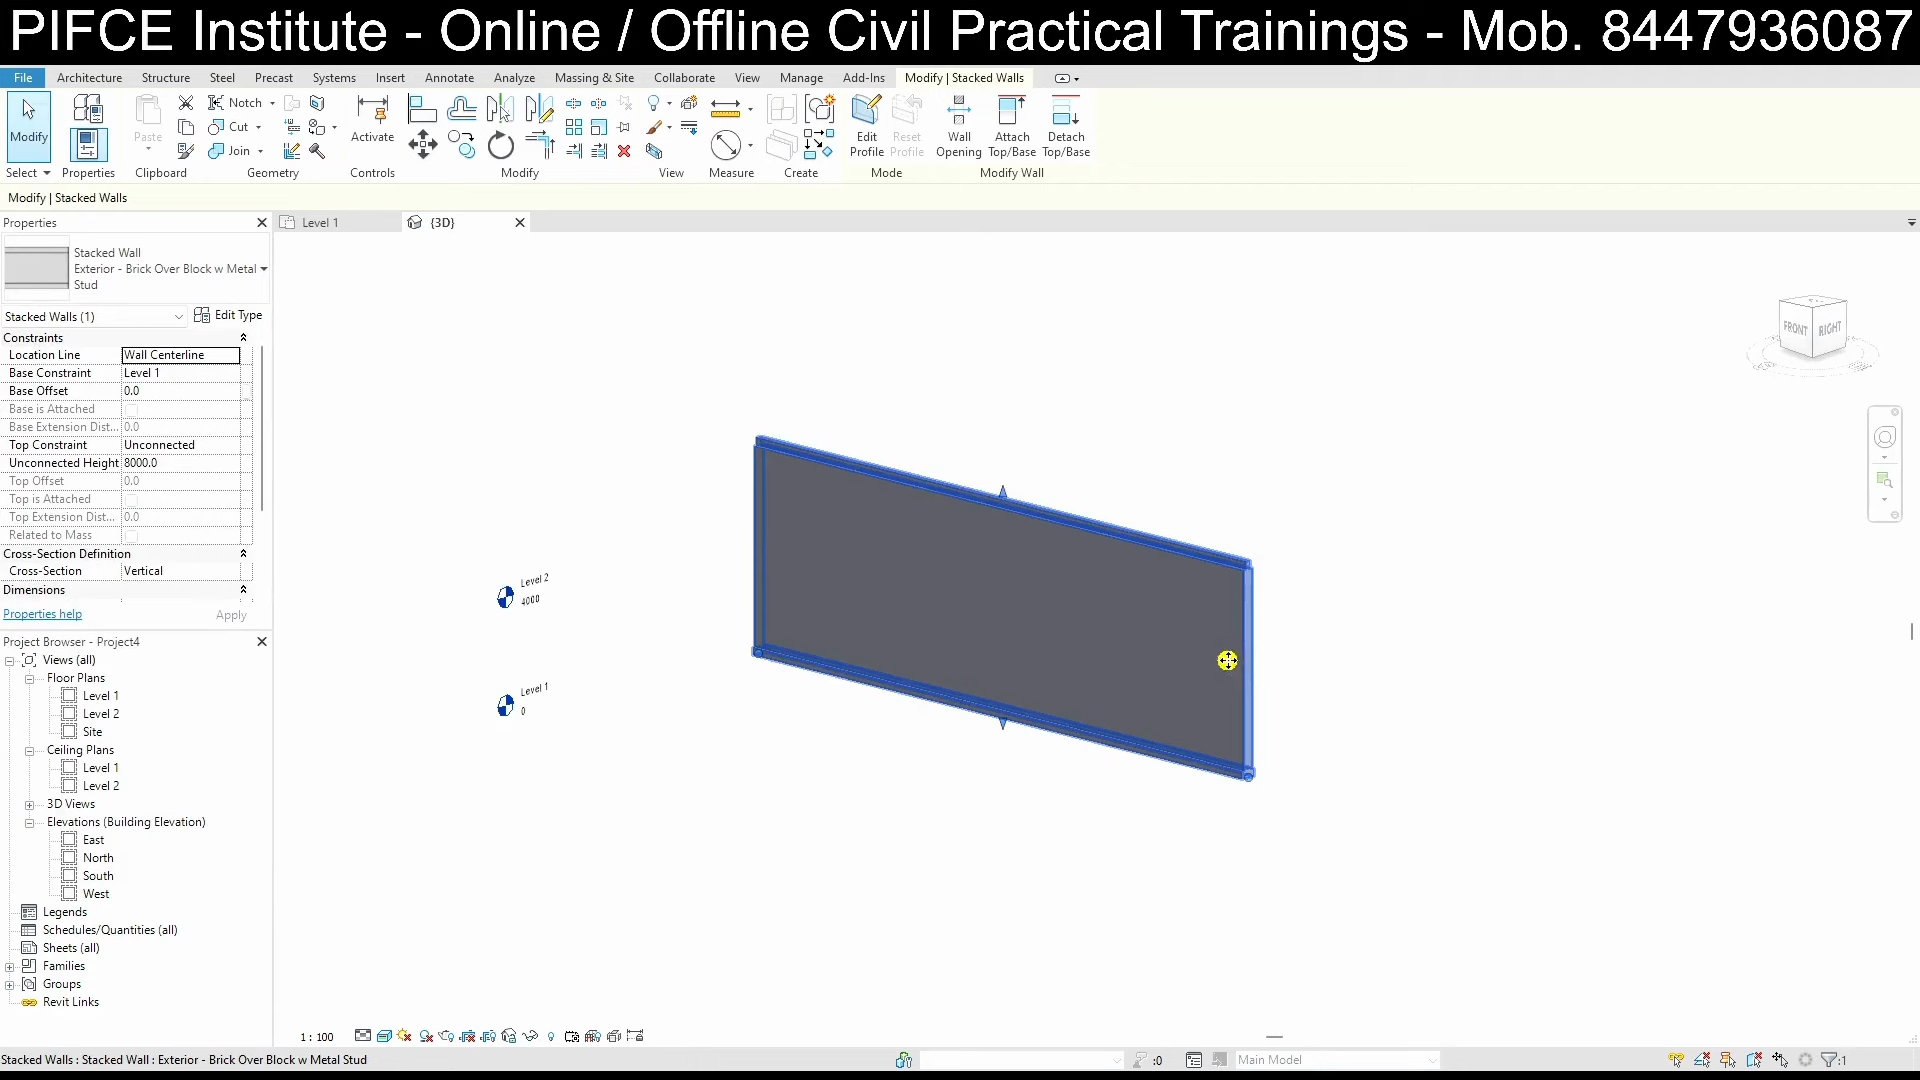 PIFCE Institute - Online / Offline Civil Practical Trainings - Mob. 8447936087
File Architecture Structure Steel Precast Systems Insert Annotate Analyze Massing & Site Collaborate View Manage Add-Ins Modify | Stacked Walls
Modify Paste Notch Cut Join Activate Edit Profile Reset Profile Wall Opening Attach Top/Base Detach Top/Base
Select Properties Clipboard Geometry Controls Modify View Measure Create Mode Modify Wall
Modify | Stacked Walls
Properties
Level 1
{3D}
Stacked Wall
Exterior - Brick Over Block w Metal
Stud
Stacked Walls (1)
Edit Type
Constraints
Location Line Wall Centerline
Base Constraint Level 1
Base Offset 0.0
Base is Attached
Base Extension Dist... 0.0
Top Constraint Unconnected
Unconnected Height 8000.0
Top Offset 0.0
Top is Attached
Top Extension Dist... 0.0
Related to Mass
Cross-Section Definition
Cross-Section Vertical
Dimensions
Properties help Apply
Project Browser - Project4
Views (all)
Floor Plans
Level 1
Level 2
Site
Ceiling Plans
Level 1
Level 2
3D Views
Elevations (Building Elevation)
East
North
South
West
Legends
Schedules/Quantities (all)
Sheets (all)
Families
Groups
Revit Links
Level 2
4000
Level 1
0
FRONT RIGHT
1 : 100
Stacked Walls : Stacked Wall : Exterior - Brick Over Block w Metal Stud
:0
Main Model
:1